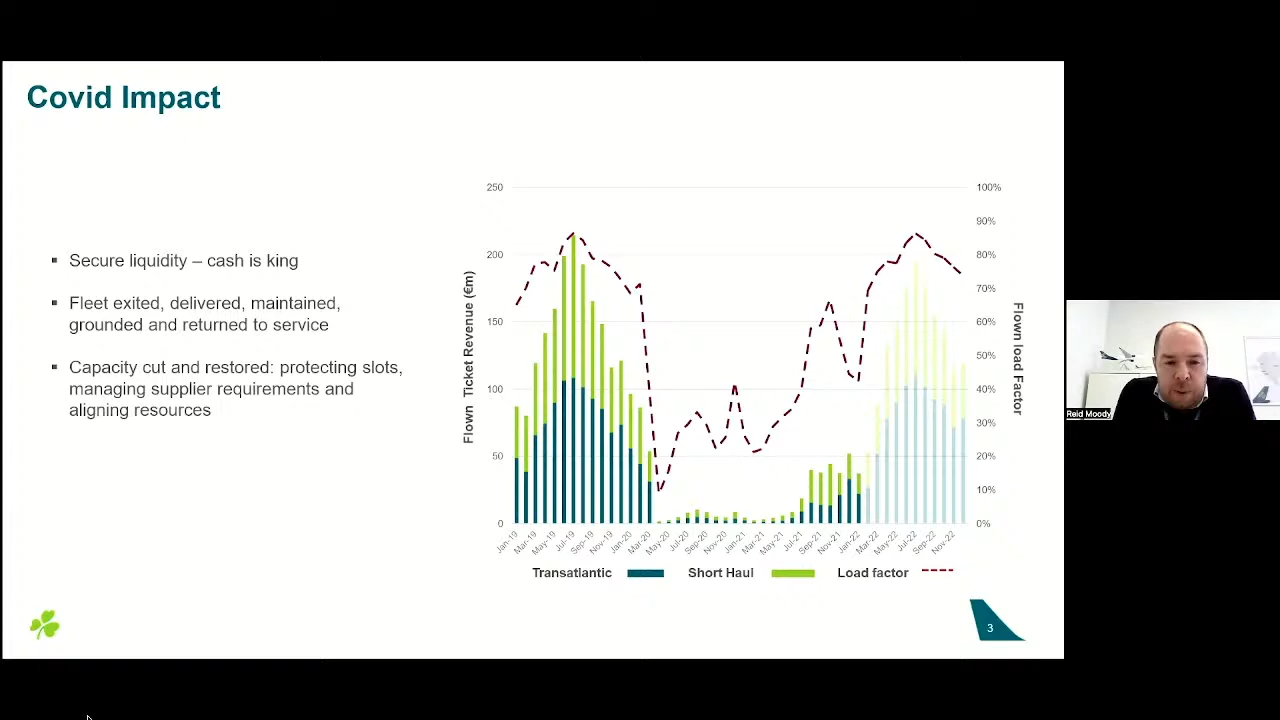 Covid Impact
Secure liquidity – cash is king
Fleet exited, delivered, maintained,
grounded and returned to service
Capacity cut and restored: protecting slots,
managing supplier requirements and
aligning resources
Flown Ticket Revenue (€m)
250
200
150
100
50
0
100%
90%
80%
70%
60%
50%
40%
30%
20%
10%
0%
Flown load Factor
Jan-19
Mar-19
May-19
Jul-19
Sep-19
Nov-19
Jan-20
Mar-20
May-20
Jul-20
Sep-20
Nov-20
Jan-21
Mar-21
May-21
Jul-21
Sep-21
Nov-21
Jan-22
Mar-22
May-22
Jul-22
Sep-22
Nov-22
Transatlantic Short Haul Load factor
3
Reid Moody